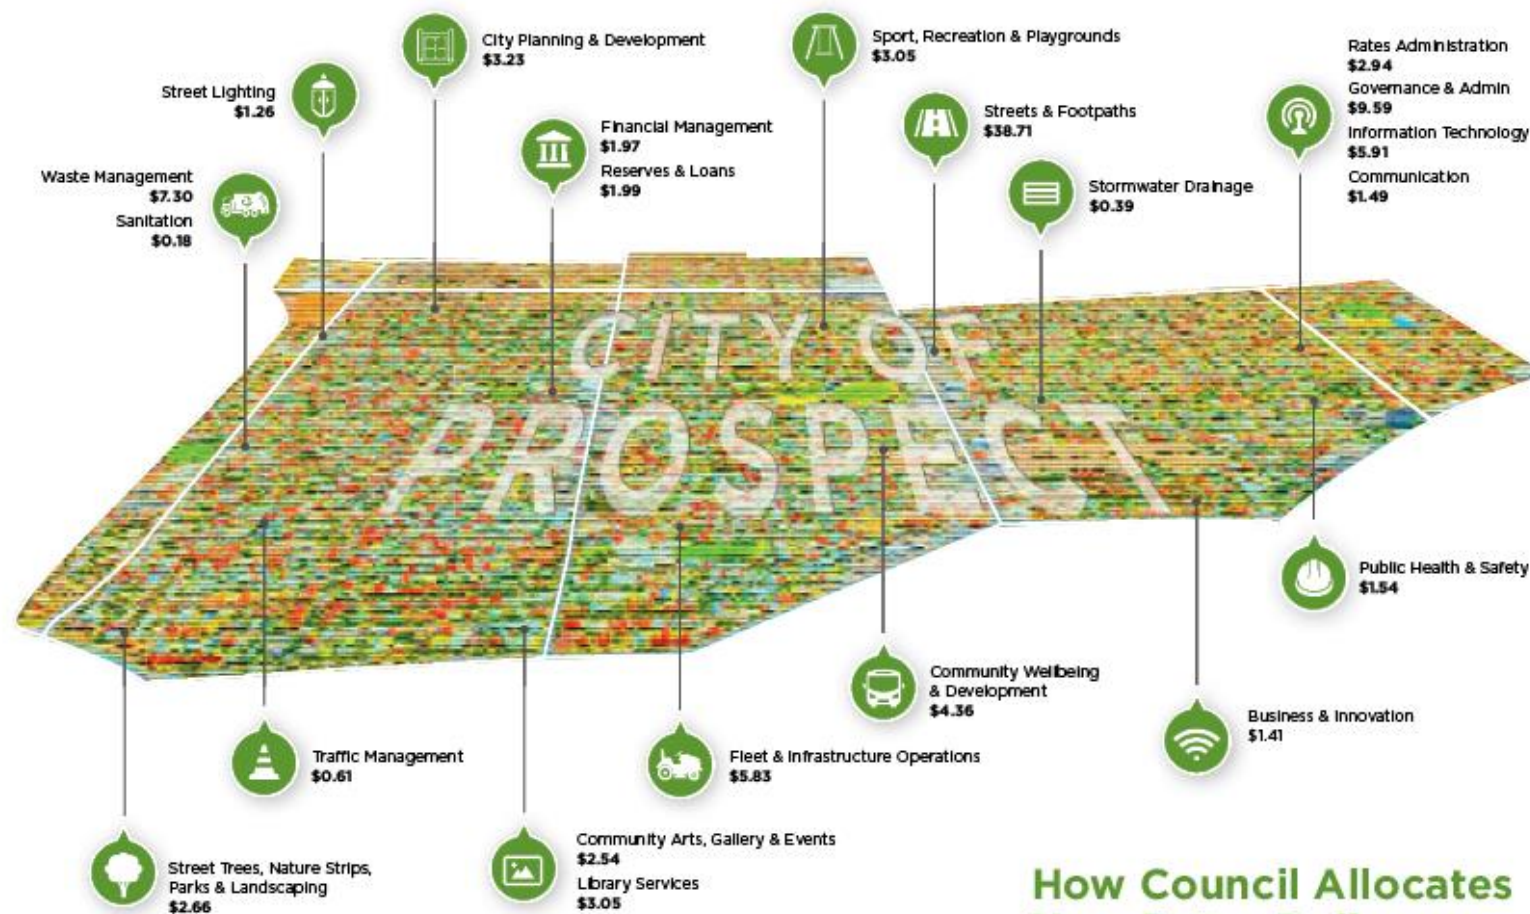 City Planning & Development
$3.23
Sport, Recreation & Playgrounds
$3.05
Rates Administration
$2.94
Governance & Admin
$9.59
Information Technology
$5.91
Communication
$1.49
Street Lighting
$1.26
Financial Management
$1.97
Reserves & Loans
$1.99
Streets & Footpaths
$38.71
Waste Management
$7.30
Sanitation
$0.18
Stormwater Drainage
$0.39
CITY OF
PROSPECT
Public Health & Safety
$1.54
Community Wellbeing
& Development
$4.36
Business & Innovation
$1.41
Traffic Management
$0.61
Fleet & Infrastructure Operations
$5.83
Street Trees, Nature Strips,
Parks & Landscaping
$2.66
Community Arts, Gallery & Events
$2.54
Library Services
$3.05
How Council Allocates